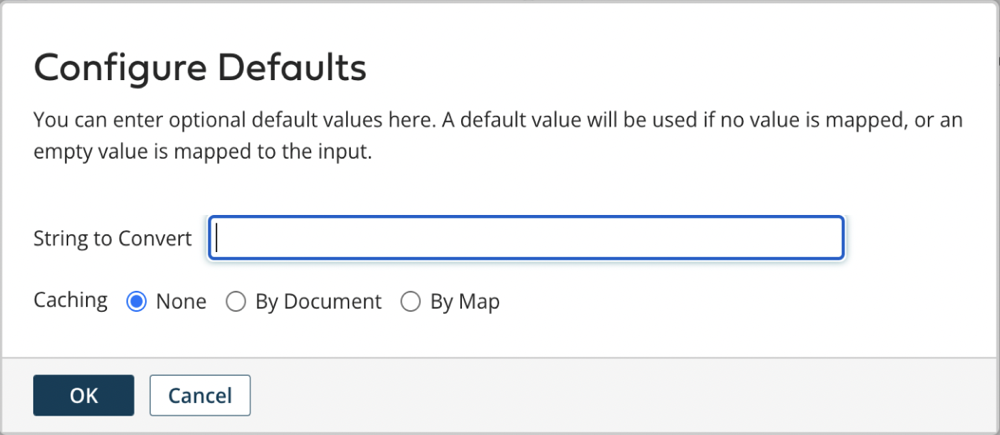 Configure Defaults
You can enter optional default values here. A default value will be used if no value is mapped, or an
empty value is mapped to the input.
String to Convert
Caching None By Document By Map
OK Cancel